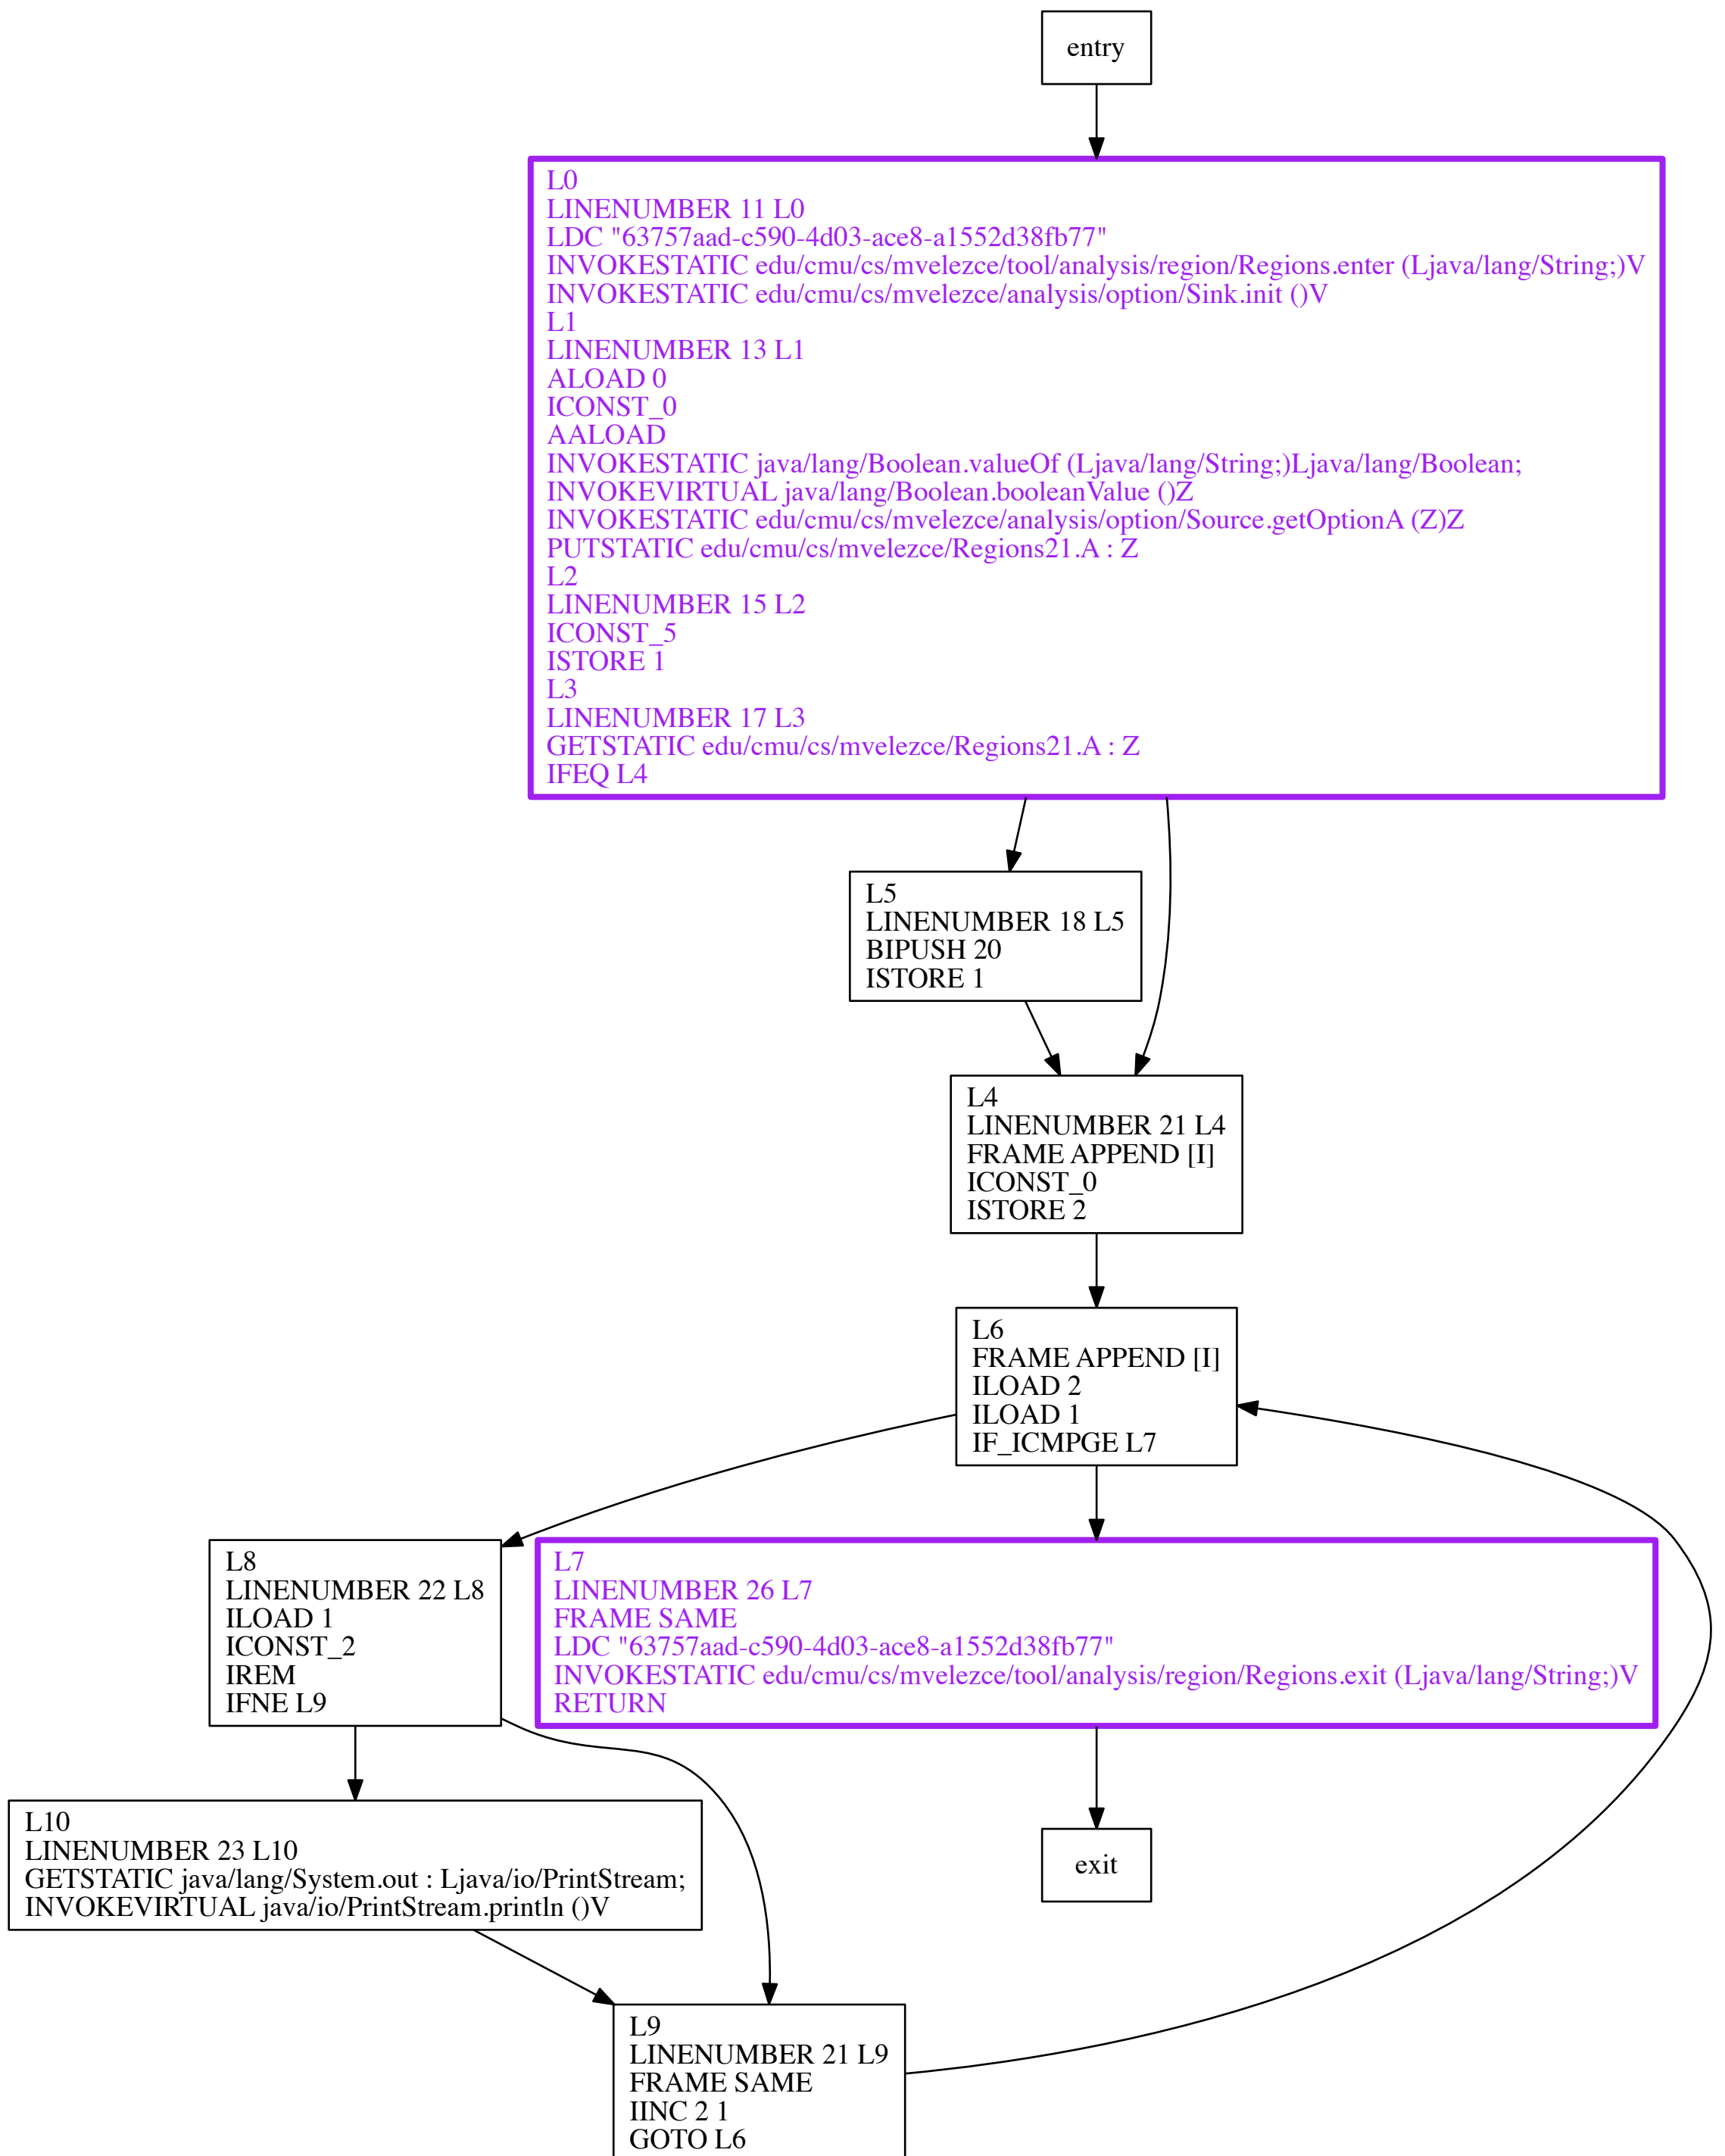 entry
L0
LINENUMBER 11 L0
LDC "63757aad-c590-4d03-ace8-a1552d38fb77"
INVOKESTATIC edu/cmu/cs/mvelezce/tool/analysis/region/Regions.enter (Ljava/lang/String;)V
INVOKESTATIC edu/cmu/cs/mvelezce/analysis/option/Sink.init ()V
L1
LINENUMBER 13 L1
ALOAD 0
ICONST_0
AALOAD
INVOKESTATIC java/lang/Boolean.valueOf (Ljava/lang/String;)Ljava/lang/Boolean;
INVOKEVIRTUAL java/lang/Boolean.booleanValue ()Z
INVOKESTATIC edu/cmu/cs/mvelezce/analysis/option/Source.getOptionA (Z)Z
PUTSTATIC edu/cmu/cs/mvelezce/Regions21.A : Z
L2
LINENUMBER 15 L2
ICONST_5
ISTORE 1
L3
LINENUMBER 17 L3
GETSTATIC edu/cmu/cs/mvelezce/Regions21.A : Z
IFEQ L4
L5
LINENUMBER 18 L5
BIPUSH 20
ISTORE 1
L4
LINENUMBER 21 L4
FRAME APPEND [I]
ICONST_0
ISTORE 2
L6
FRAME APPEND [I]
ILOAD 2
ILOAD 1
IF_ICMPGE L7
L8
LINENUMBER 22 L8
ILOAD 1
ICONST_2
IREM
IFNE L9
L7
LINENUMBER 26 L7
FRAME SAME
LDC "63757aad-c590-4d03-ace8-a1552d38fb77"
INVOKESTATIC edu/cmu/cs/mvelezce/tool/analysis/region/Regions.exit (Ljava/lang/String;)V
RETURN
L10
LINENUMBER 23 L10
GETSTATIC java/lang/System.out : Ljava/io/PrintStream;
INVOKEVIRTUAL java/io/PrintStream.println ()V
exit
L9
LINENUMBER 21 L9
FRAME SAME
IINC 2 1
GOTO L6